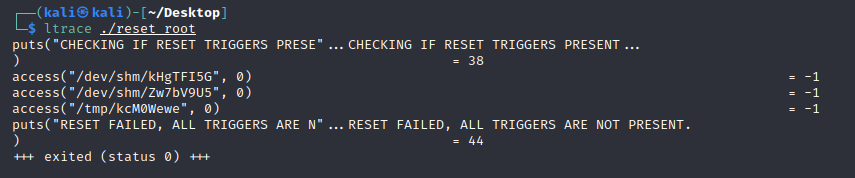 (kali㉿kali)-[~/Desktop]
$ ltrace ./reset_root
puts("CHECKING IF RESET TRIGGERS PRESE"...CHECKING IF RESET TRIGGERS PRESENT...
) = 38
access("/dev/shm/kHgTFI5G", 0) = -1
access("/dev/shm/Zw7bV9U5", 0) = -1
access("/tmp/kcM0Wewe", 0) = -1
puts("RESET FAILED, ALL TRIGGERS ARE N"...RESET FAILED, ALL TRIGGERS ARE NOT PRESENT.
) = 44
+++ exited (status 0) +++